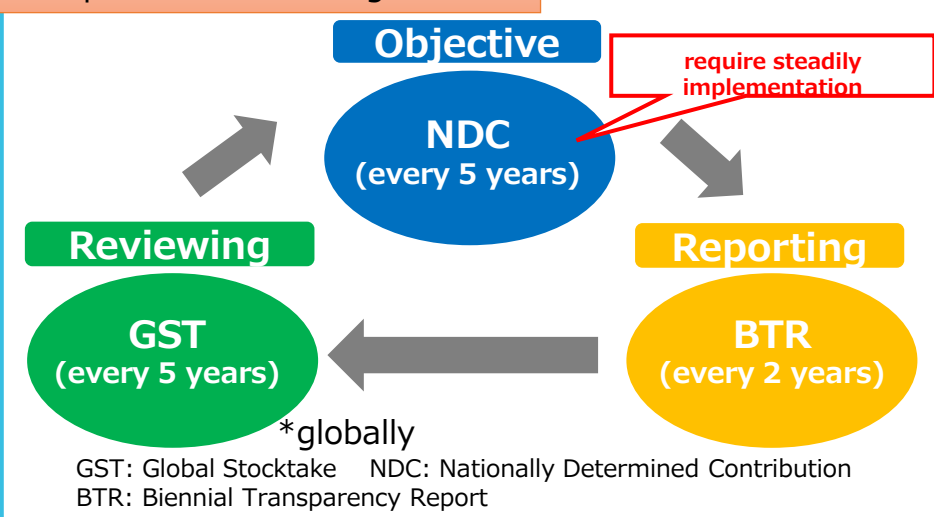 Objective
require steadily
implementation
NDC
(every 5 years)
Reviewing
Reporting
GST
(every 5 years)
BTR
(every 2 years)
*globally
GST: Global Stocktake NDC: Nationally Determined Contribution
BTR: Biennial Transparency Report